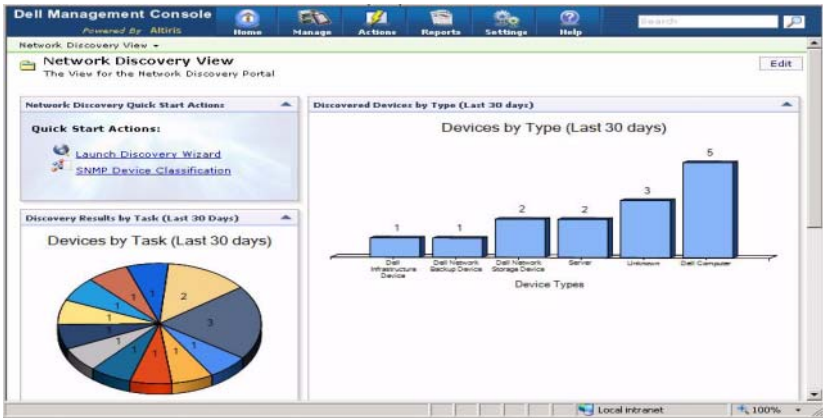 Dell Management Console
Powered By Altiris
Home
Manage
Actions
Reports
Settings
Help
Search
Network Discovery View
Network Discovery View
The View for the Network Discovery Portal
Edit
Network Discovery Quick Start Actions
Quick Start Actions:
Launch Discovery Wizard
SNMP Device Classification
Discovered Devices by Type (Last 30 days)
Devices by Type (Last 30 days)
1
1
2
2
3
5
Dell Infrastructure Device
Dell Network Backup Device
Dell Network Storage Device
Server
Unknown
Dell Computer
Device Types
Discovery Results by Task (Last 30 Days)
Devices by Task (Last 30 days)
1
1
2
1
1
3
1
1
1
1
1
1
Local intranet
100%